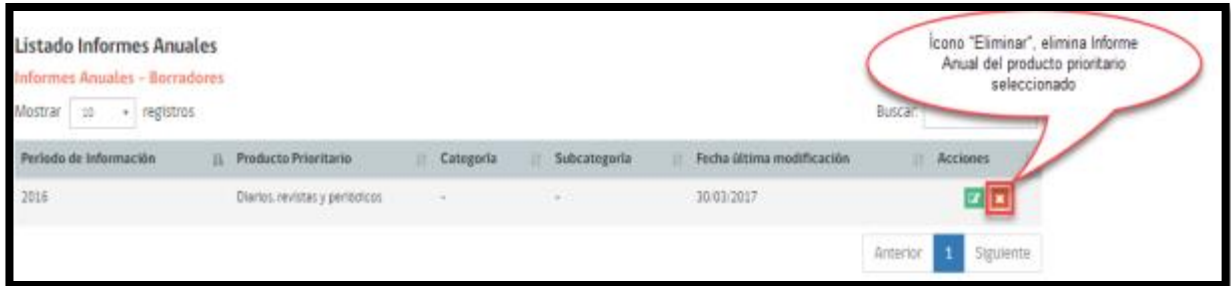 Listado Informes Anuales
Informes Anuales - Borradores
Mostrar 10 registros
Buscar:
Ícono "Eliminar", elimina Informe
Anual del producto prioritario
seleccionado
Periodo de Información Producto Prioritario Categoría Subcategoría Fecha última modificación Acciones
2016 Diarios, revistas y periódicos - - 30/03/2017
Anterior 1 Siguiente